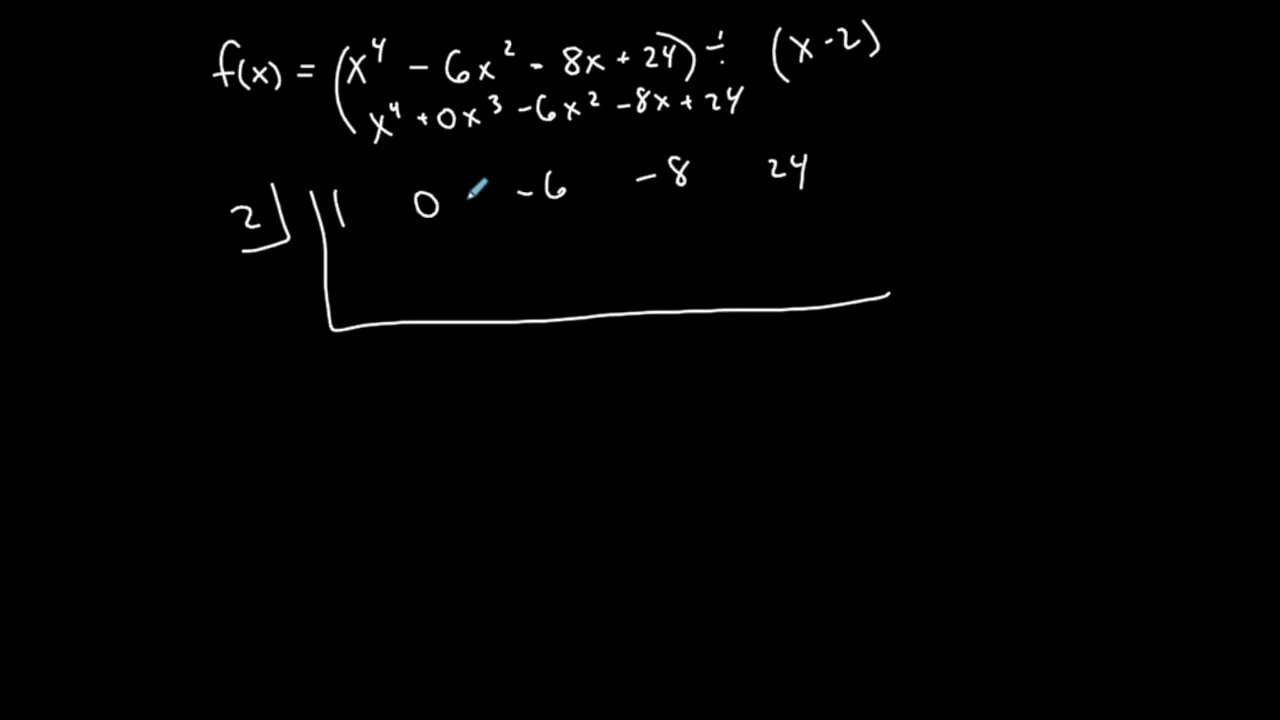 f(x) = (x⁴ - 6x² - 8x + 24) ÷ (x - 2)
(x⁴ + 0x³ - 6x² - 8x + 24
2 1 0 -6 -8 24